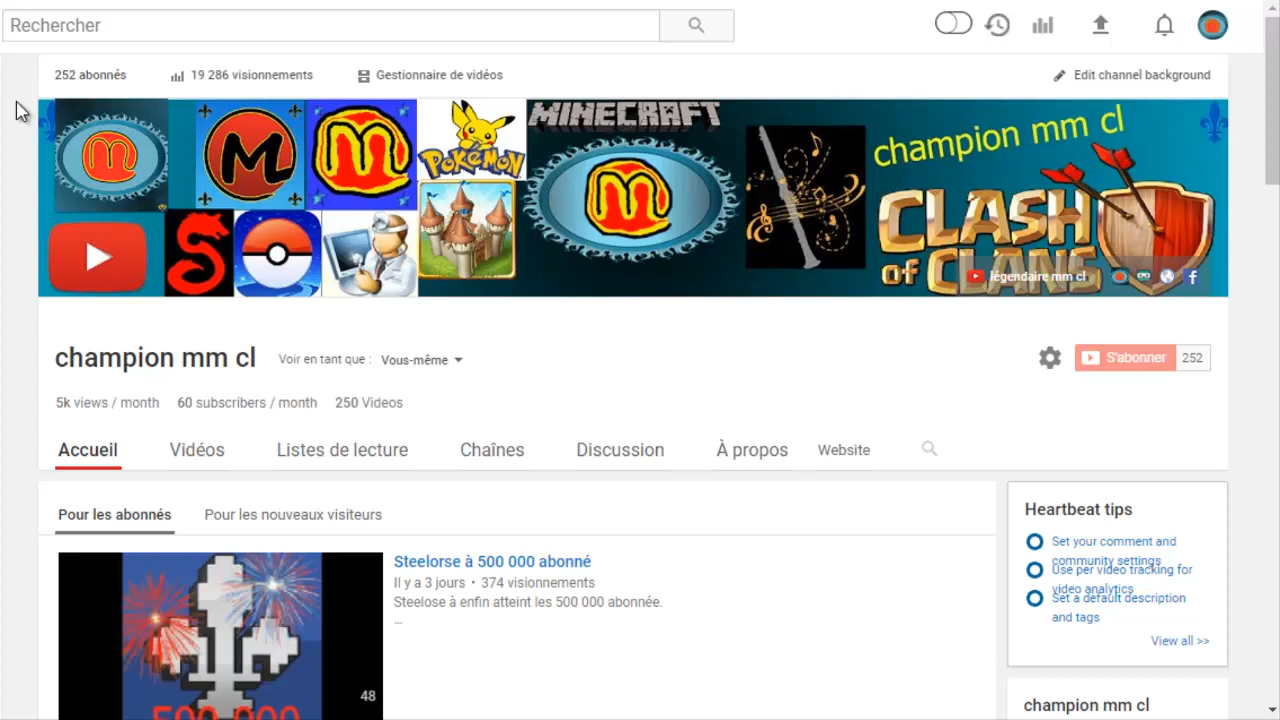 Rechercher
252 abonnés 19 286 visionnements Gestionnaire de vidéos Edit channel background
M M M POKéMON MINECRAFT M champion mm cl
CLASH
OF CLANS
S
légendaire mm cl
champion mm cl Voir en tant que : Vous-même S'abonner 252
5k views / month 60 subscribers / month 250 Videos
Accueil Vidéos Listes de lecture Chaînes Discussion À propos Website
Pour les abonnés Pour les nouveaux visiteurs
Steelorse à 500 000 abonné
Il y a 3 jours • 374 visionnements
Steelose à enfin atteint les 500 000 abonnée.
...
48
500 000
Heartbeat tips
Set your comment and
community settings
Use per video tracking for
video analytics
Set a default description
and tags
View all >>
champion mm cl